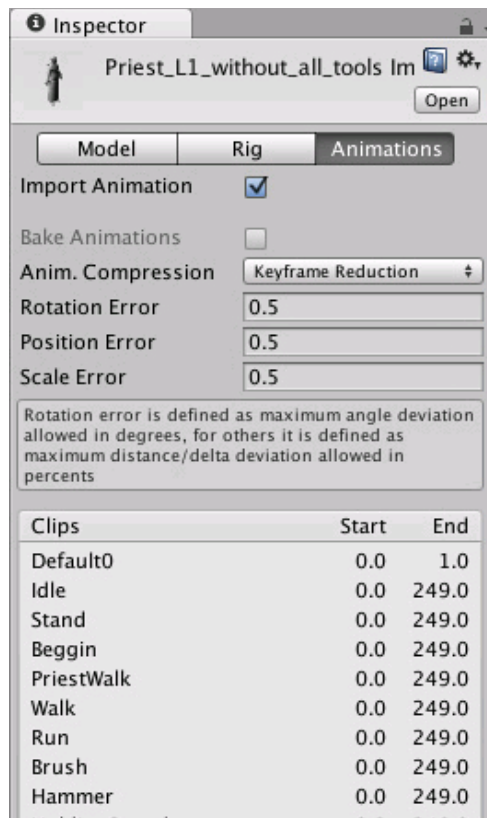 Inspector
Priest_L1_without_all_tools Im
Open
Model Rig Animations
Import Animation
Bake Animations
Anim. Compression Keyframe Reduction
Rotation Error 0.5
Position Error 0.5
Scale Error 0.5
Rotation error is defined as maximum angle deviation
allowed in degrees, for others it is defined as
maximum distance/delta deviation allowed in
percents
Clips Start End
Default0 0.0 1.0
Idle 0.0 249.0
Stand 0.0 249.0
Beggin 0.0 249.0
PriestWalk 0.0 249.0
Walk 0.0 249.0
Run 0.0 249.0
Brush 0.0 249.0
Hammer 0.0 249.0